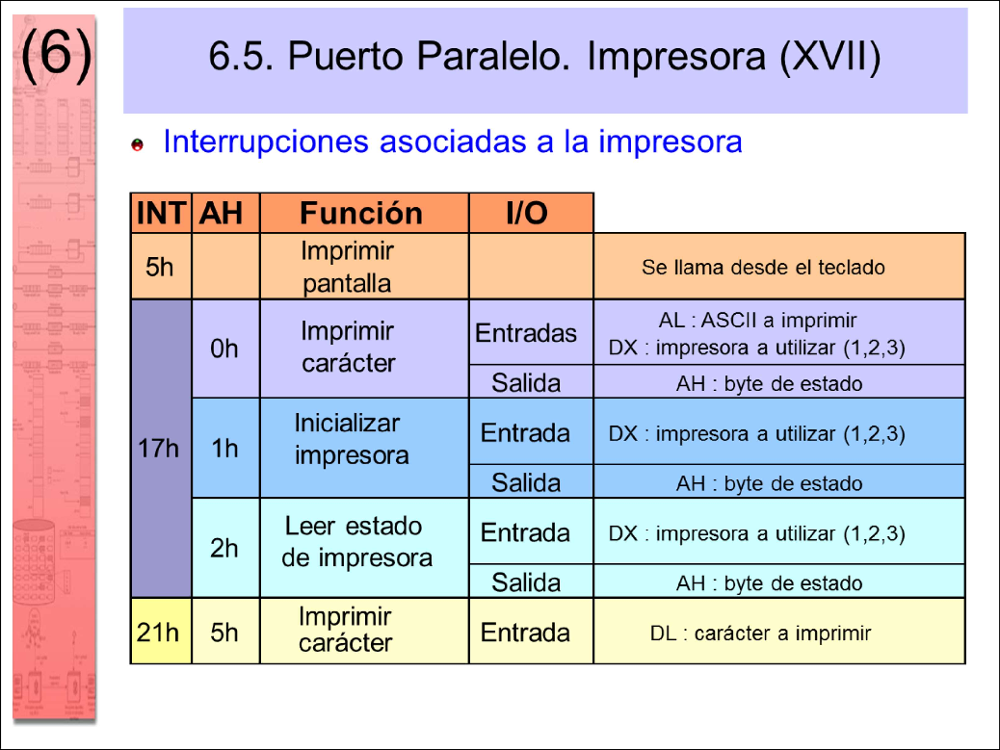 (6)
6.5. Puerto Paralelo. Impresora (XVII)
Interrupciones asociadas a la impresora
INT AH Función I/O
5h Imprimir pantalla Se llama desde el teclado
17h
0h Imprimir carácter
Entradas AL : ASCII a imprimir
DX : impresora a utilizar (1,2,3)
Salida AH : byte de estado
1h Inicializar impresora
Entrada DX : impresora a utilizar (1,2,3)
Salida AH : byte de estado
2h Leer estado de impresora
Entrada DX : impresora a utilizar (1,2,3)
Salida AH : byte de estado
21h 5h Imprimir carácter Entrada DL : carácter a imprimir